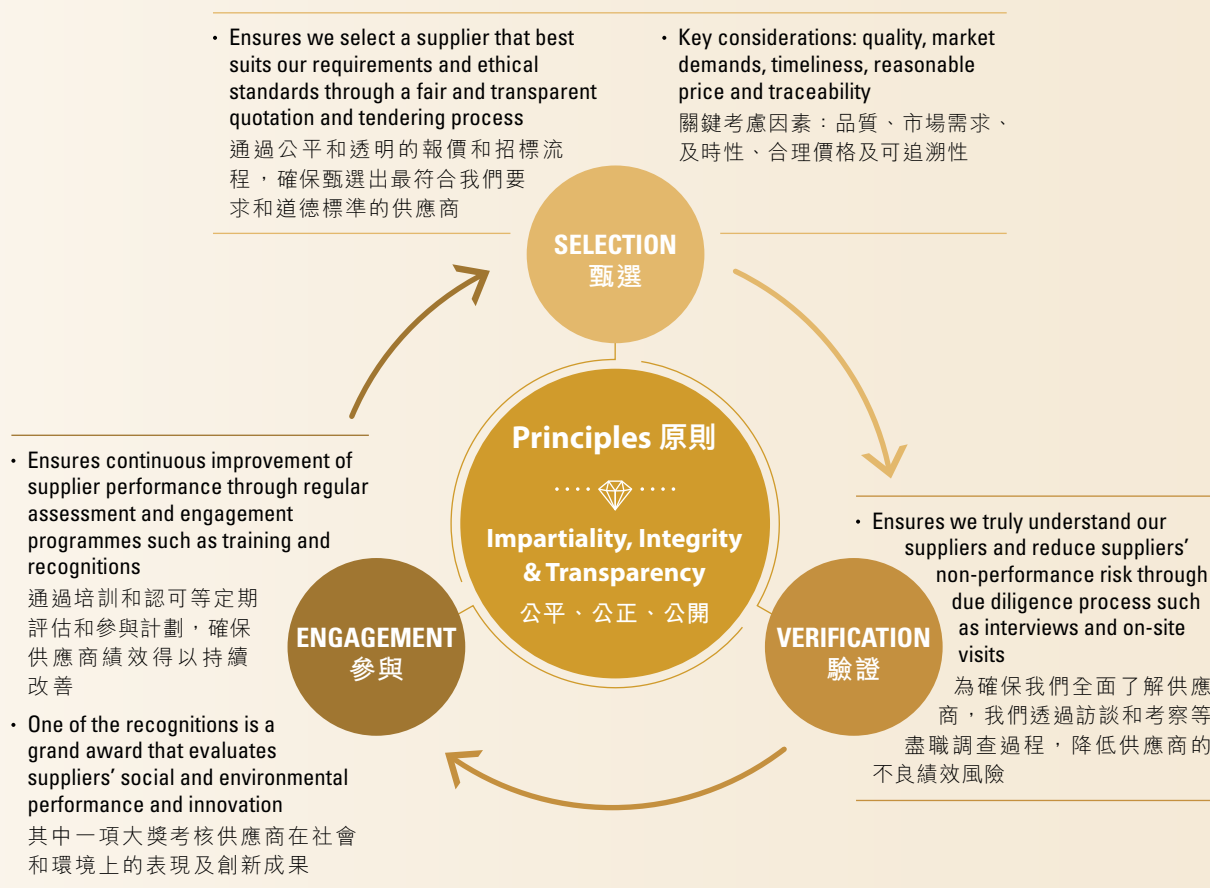 • Ensures we select a supplier that best
suits our requirements and ethical
standards through a fair and transparent
quotation and tendering process
通過公平和透明的報價和招標流
程，確保甄選出最符合我們要
求和道德標準的供應商
• Key considerations: quality, market
demands, timeliness, reasonable
price and traceability
關鍵考慮因素：品質、市場需求、
及時性、合理價格及可追溯性
SELECTION
甄選
Principles 原則
Impartiality, Integrity
& Transparency
公平、公正、公開
• Ensures we truly understand our
suppliers and reduce suppliers’
non-performance risk through
due diligence process such
as interviews and on-site
visits
為確保我們全面了解供應
商，我們透過訪談和考察等
盡職調查過程，降低供應商的
不良績效風險
VERIFICATION
驗證
ENGAGEMENT
參與
• Ensures continuous improvement of
supplier performance through regular
assessment and engagement
programmes such as training and
recognitions
通過培訓和認可等定期
評估和參與計劃，確保
供應商績效得以持續
改善
• One of the recognitions is a
grand award that evaluates
suppliers’ social and environmental
performance and innovation
其中一項大獎考核供應商在社會
和環境上的表現及創新成果